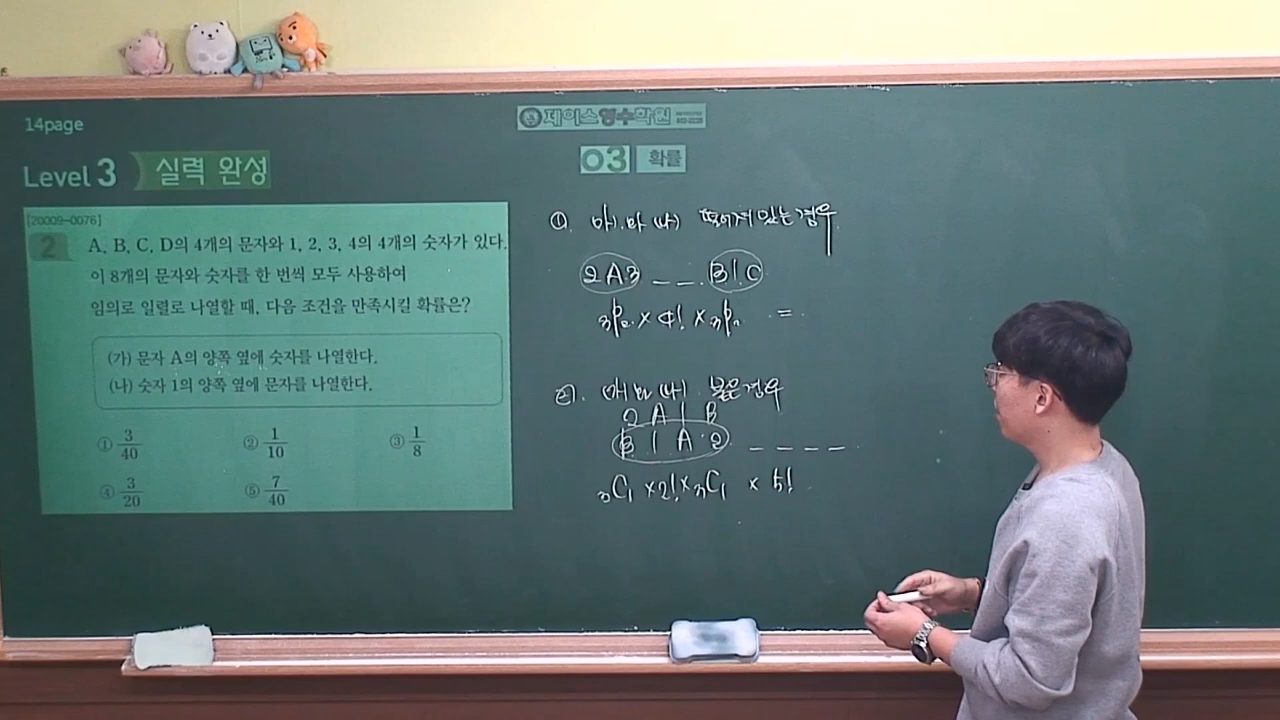 14page
제이스영수학원
Level 3 실력 완성
03 확률
[20009-0076]
2 A, B, C, D의 4개의 문자와 1, 2, 3, 4의 4개의 숫자가 있다.
이 8개의 문자와 숫자를 한 번씩 모두 사용하여
임의로 일렬로 나열할 때, 다음 조건을 만족시킬 확률은?
(가) 문자 A의 양쪽 옆에 숫자를 나열한다.
(나) 숫자 1의 양쪽 옆에 문자를 나열한다.
① 3/40 ② 1/10 ③ 1/8
④ 3/20 ⑤ 7/40
떨어져 있는 경우
2A3 _ _ B1C
₃P₂ × 4! × ₃P₂ =
붙은 경우
2 A 1 B
B 1 A 2 _ _ _ _
₃C₁ × 2! × ₃C₁ × 5!